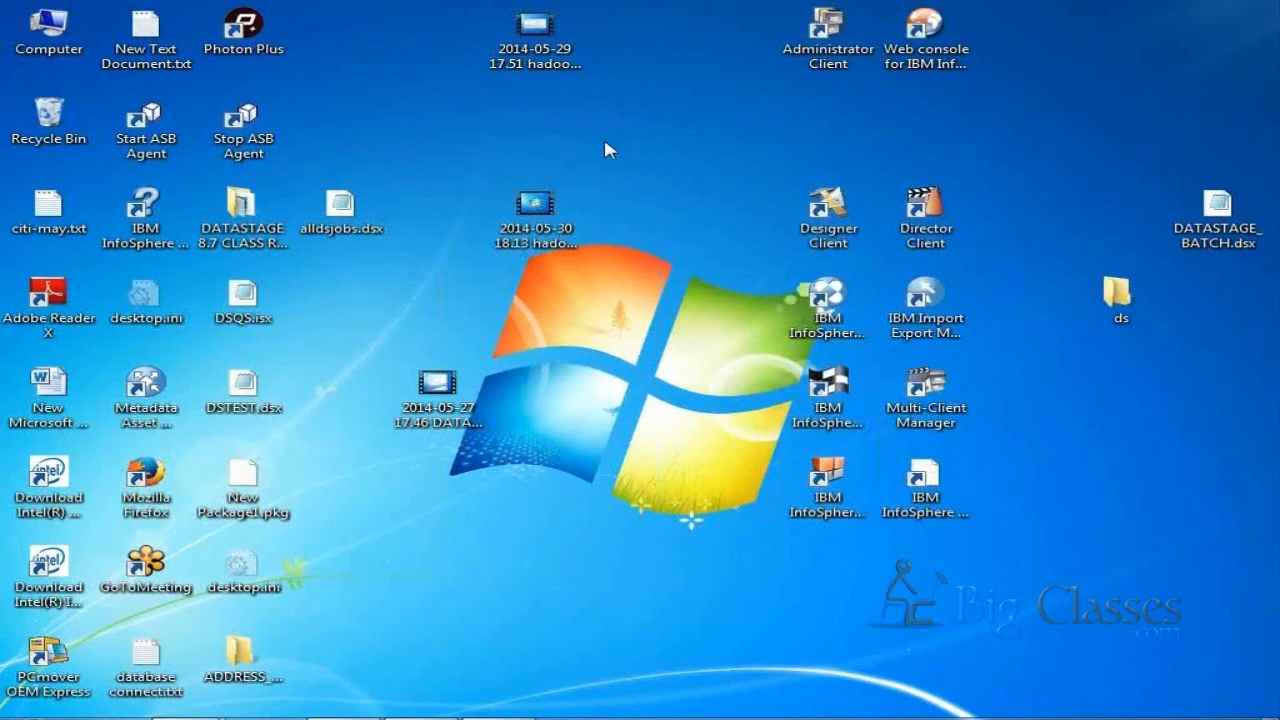 Computer
New Text
Document.txt
Photon Plus
2014-05-29
17.51 hadoo...
Administrator
Client
Web console
for IBM Inf...
Recycle Bin
Start ASB
Agent
Stop ASB
Agent
citi-may.txt
IBM
InfoSphere ...
DATASTAGE
8.7 CLASS R...
alldsjobs.dsx
2014-05-30
18.13 hado...
Designer
Client
Director
Client
DATASTAGE_
BATCH.dsx
Adobe Reader
X
desktop.ini
DSQS.isx
IBM
InfoSpher...
IBM Import
Export M...
ds
New
Microsoft ...
Metadata
Asset ...
DSTEST.dsx
2014-05-27
17.46 DATA...
IBM
InfoSphe...
Multi-Client
Manager
Download
Intel(R) ...
Mozilla
Firefox
New
Package1.pkg
IBM
InfoSpher...
IBM
InfoSphere ...
Download
Intel(R) I...
GoToMeeting
desktop.ini
Big Classes
.com
PCmover
OEM Express
database
connect.txt
ADDRESS_...